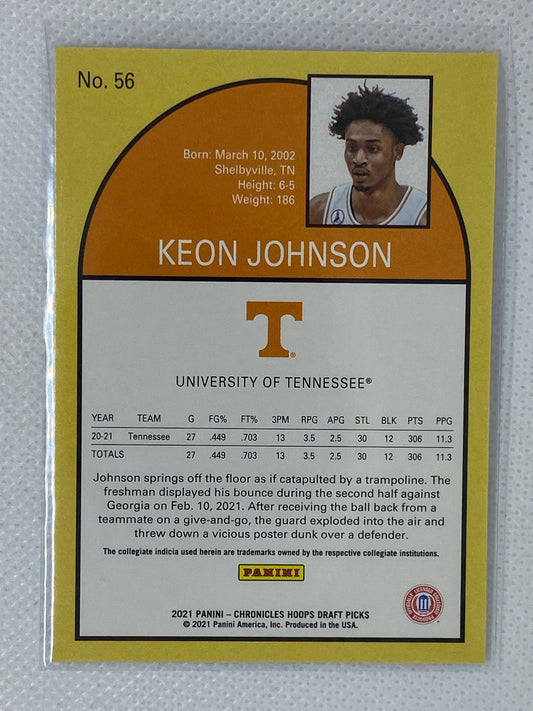 No. 56
Born: March 10, 2002
Shelbyville, TN
Height: 6-5
Weight: 186
KEON JOHNSON
T®
UNIVERSITY OF TENNESSEE®
YEAR TEAM G FG% FT% 3PM RPG APG STL BLK PTS PPG
20-21 Tennessee 27 .449 .703 13 3.5 2.5 30 12 306 11.3
TOTALS 27 .449 .703 13 3.5 2.5 30 12 306 11.3
Johnson springs off the floor as if catapulted by a trampoline. The
freshman displayed his bounce during the second half against
Georgia on Feb. 10, 2021. After receiving the ball back from a
teammate on a give-and-go, the guard exploded into the air and
threw down a vicious poster dunk over a defender.
The collegiate indicia used herein are trademarks owned by the respective collegiate institutions.
PANINI
2021 PANINI – CHRONICLES HOOPS DRAFT PICKS
© 2021 Panini America, Inc. Produced in the USA.